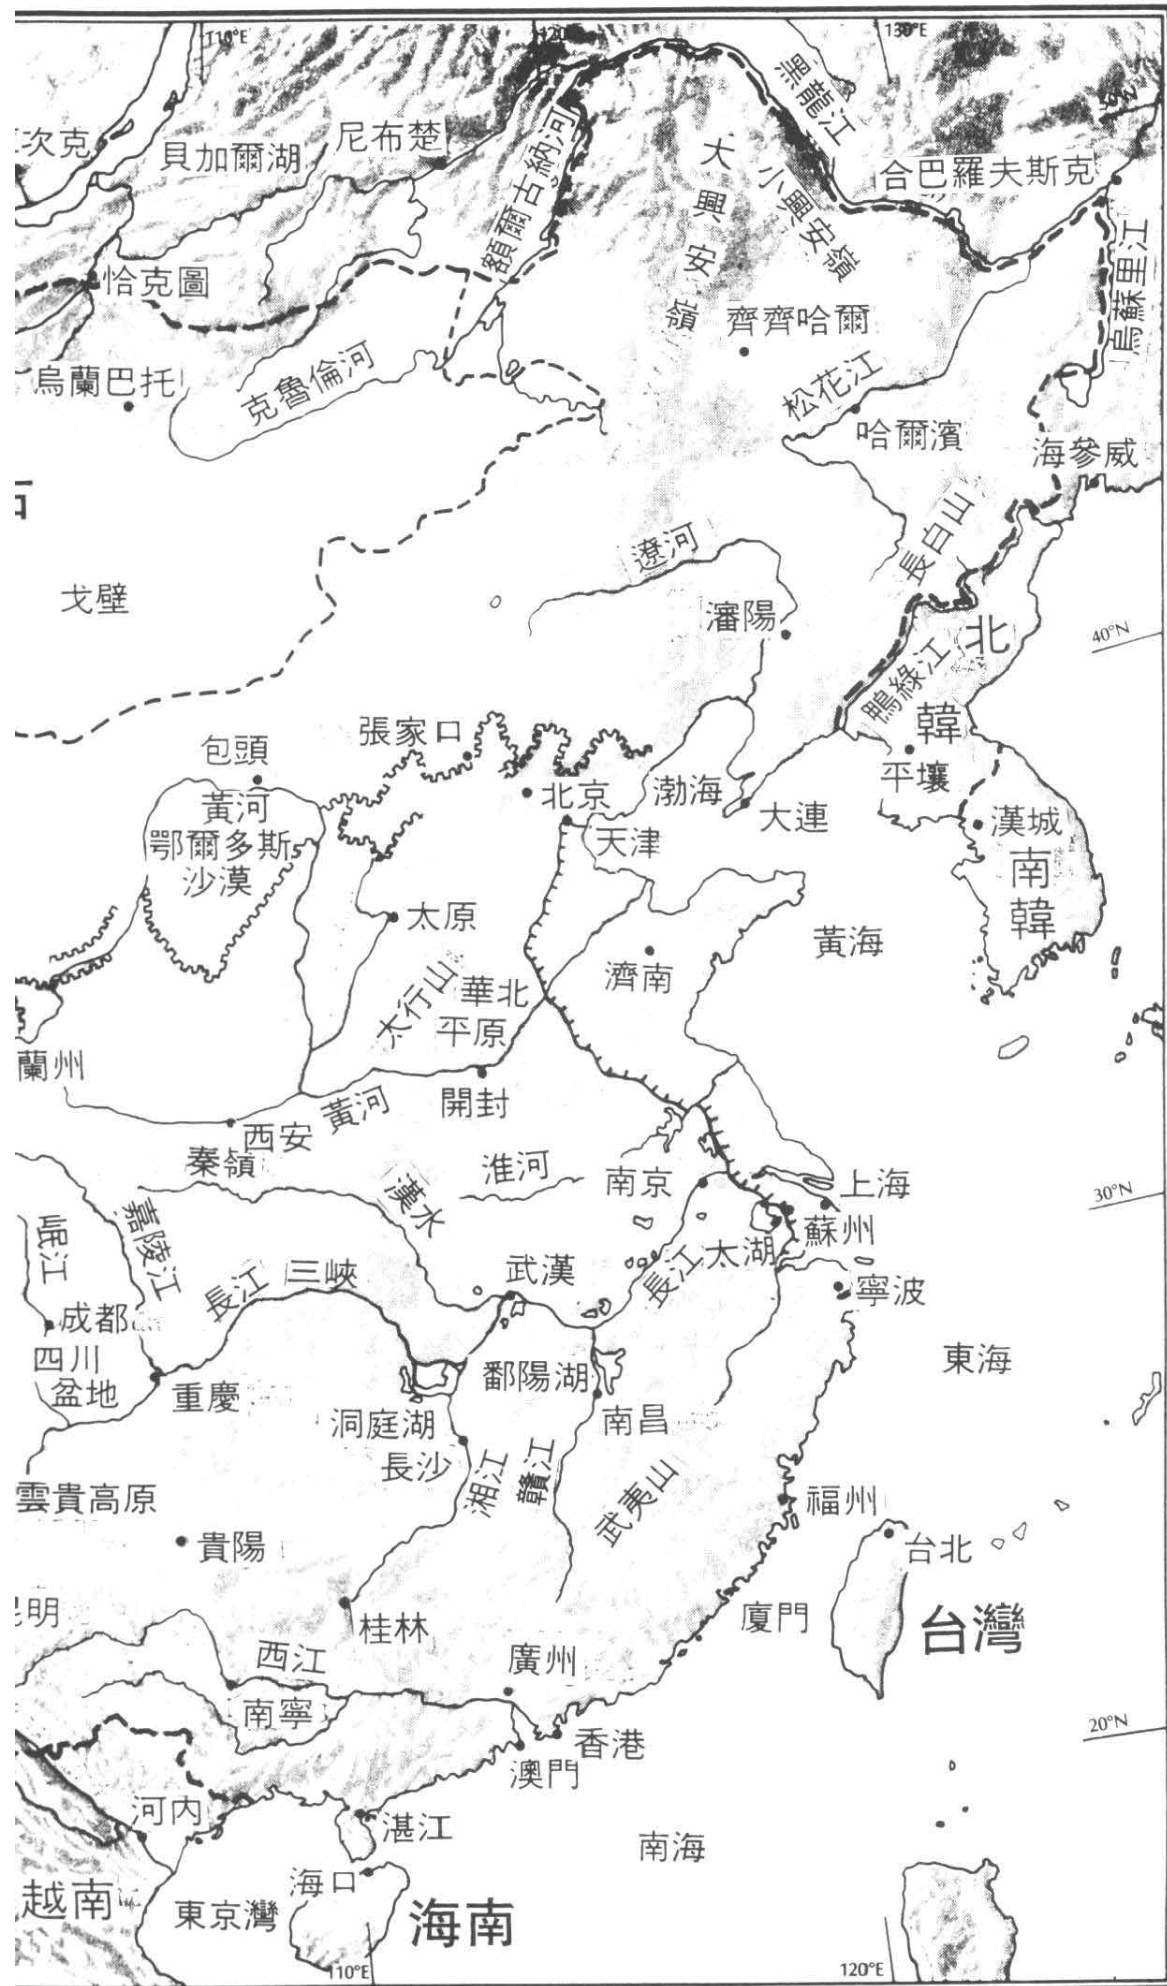 110°E
120°
130°E
黑龍江
次克
貝加爾湖
尼布楚
額爾古納河
大興安嶺
小興安嶺
合巴羅夫斯克
恰克圖
烏蘇里江
齊齊哈爾
烏蘭巴托
克魯倫河
松花江
哈爾濱
海參威
長白山
遼河
戈壁
瀋陽
40°N
鴨綠江
北韓
張家口
包頭
平壤
黃河
北京
渤海
大連
漢城
天津
鄂爾多斯
沙漠
南韓
太原
黃海
濟南
太行山
華北
平原
蘭州
開封
黃河
西安
秦嶺
淮河
南京
上海
30°N
漢水
嘉陵江
岷江
蘇州
太湖
長江
武漢
三峽
長江
寧波
成都
四川
盆地
東海
重慶
鄱陽湖
南昌
洞庭湖
長沙
湘江
贛江
武夷山
雲貴高原
福州
貴陽
台北
明
桂林
廈門
台灣
西江
廣州
南寧
20°N
香港
澳門
河內
湛江
南海
海口
越南
東京灣
海南
110°E
120°E